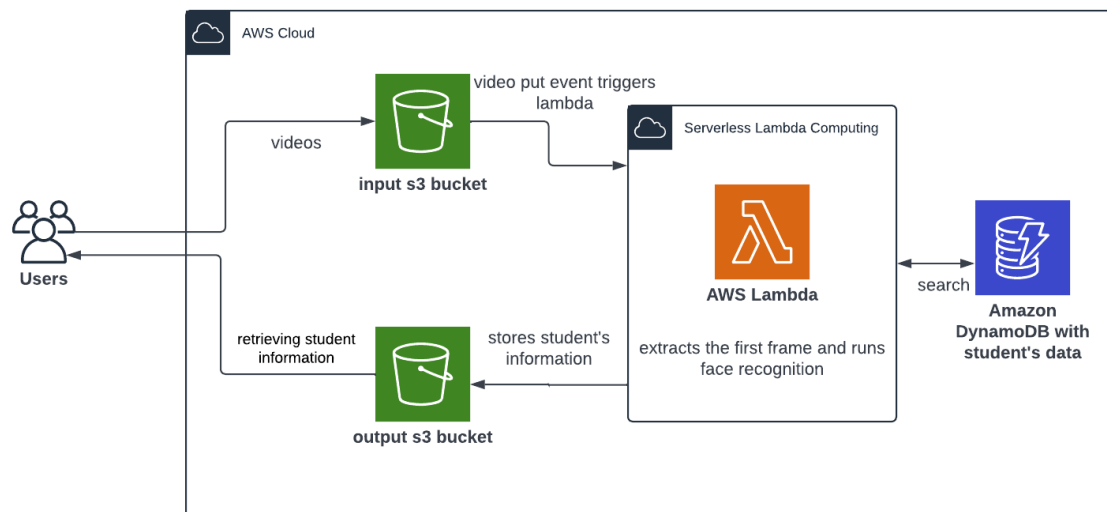 AWS Cloud
video put event triggers
lambda
videos
input s3 bucket
Serverless Lambda Computing
Users
AWS Lambda
search
Amazon
DynamoDB with
student's data
retrieving student
information
stores student's
information
extracts the first frame and runs
face recognition
output s3 bucket